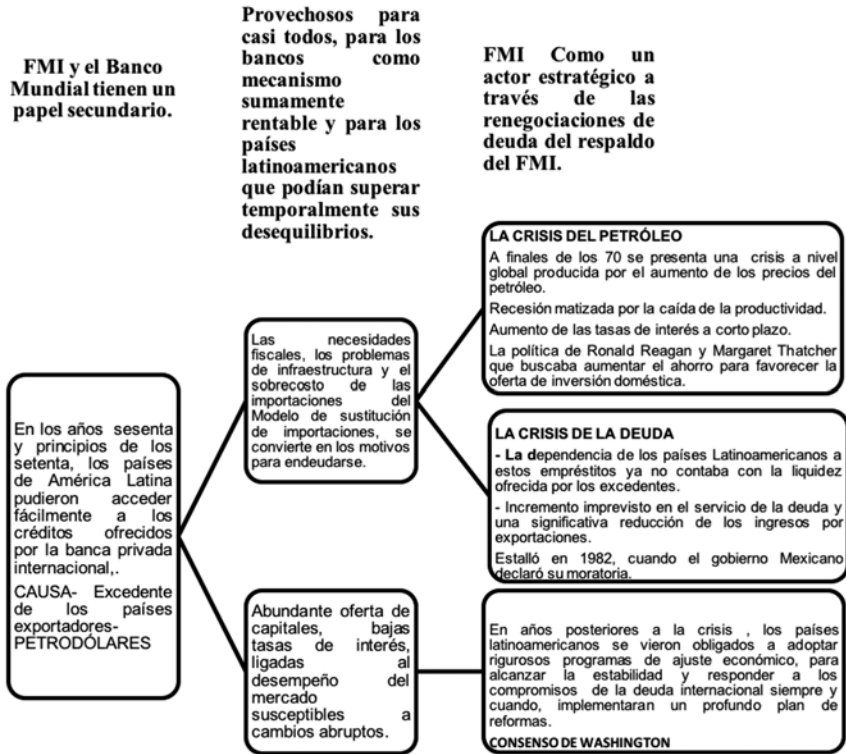 FMI y el Banco
Mundial tienen un
papel secundario.
Provechosos para
casi todos, para los
bancos como
mecanismo
sumamente
rentable y para los
países
latinoamericanos
que podían superar
temporalmente sus
desequilibrios.
FMI Como un
actor estratégico a
través de las
renegociaciones de
deuda del respaldo
del FMI.
En los años sesenta
y principios de los
setenta, los países
de América Latina
pudieron acceder
fácilmente a los
créditos ofrecidos
por la banca privada
internacional,.
CAUSA- Excedente
de los países
exportadores-
PETRODÓLARES
Las necesidades
fiscales, los problemas
de infraestructura y el
sobrecosto de las
importaciones del
Modelo de sustitución
de importaciones, se
convierte en los motivos
para endeudarse.
Abundante oferta de
capitales, bajas
tasas de interés,
ligadas al
desempeño del
mercado
susceptibles a
cambios abruptos.
LA CRISIS DEL PETRÓLEO
A finales de los 70 se presenta una crisis a nivel
global producida por el aumento de los precios del
petróleo.
Recesión matizada por la caída de la productividad.
Aumento de las tasas de interés a corto plazo.
La política de Ronald Reagan y Margaret Thatcher
que buscaba aumentar el ahorro para favorecer la
oferta de inversión doméstica.
LA CRISIS DE LA DEUDA
- La dependencia de los países Latinoamericanos a
estos empréstitos ya no contaba con la liquidez
ofrecida por los excedentes.
- Incremento imprevisto en el servicio de la deuda y
una significativa reducción de los ingresos por
exportaciones.
Estalló en 1982, cuando el gobierno Mexicano
declaró su moratoria.
En años posteriores a la crisis , los países
latinoamericanos se vieron obligados a adoptar
rigurosos programas de ajuste económico, para
alcanzar la estabilidad y responder a los
compromisos de la deuda internacional siempre y
cuando, implementaran un profundo plan de
reformas.
CONSENSO DE WASHINGTON